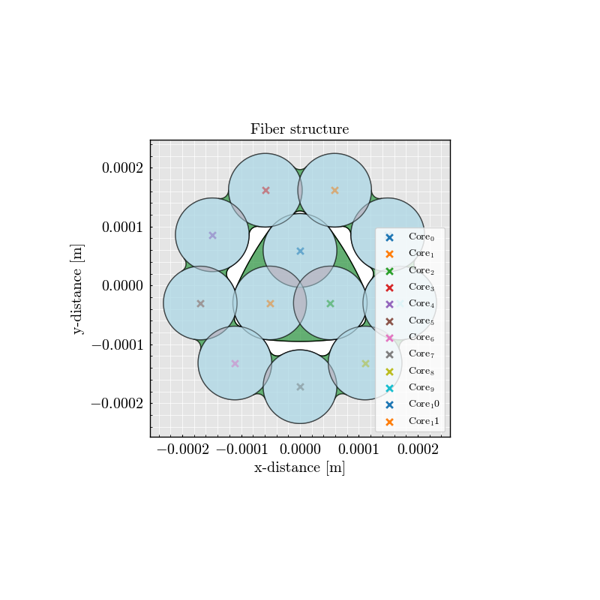 Fiber structure
0.0002
0.0001
0.0000
−0.0001
−0.0002
y-distance [m]
−0.0002 −0.0001 0.0000 0.0001 0.0002
x-distance [m]
Core₀
Core₁
Core₂
Core₃
Core₄
Core₅
Core₆
Core₇
Core₈
Core₉
Core₁0
Core₁1